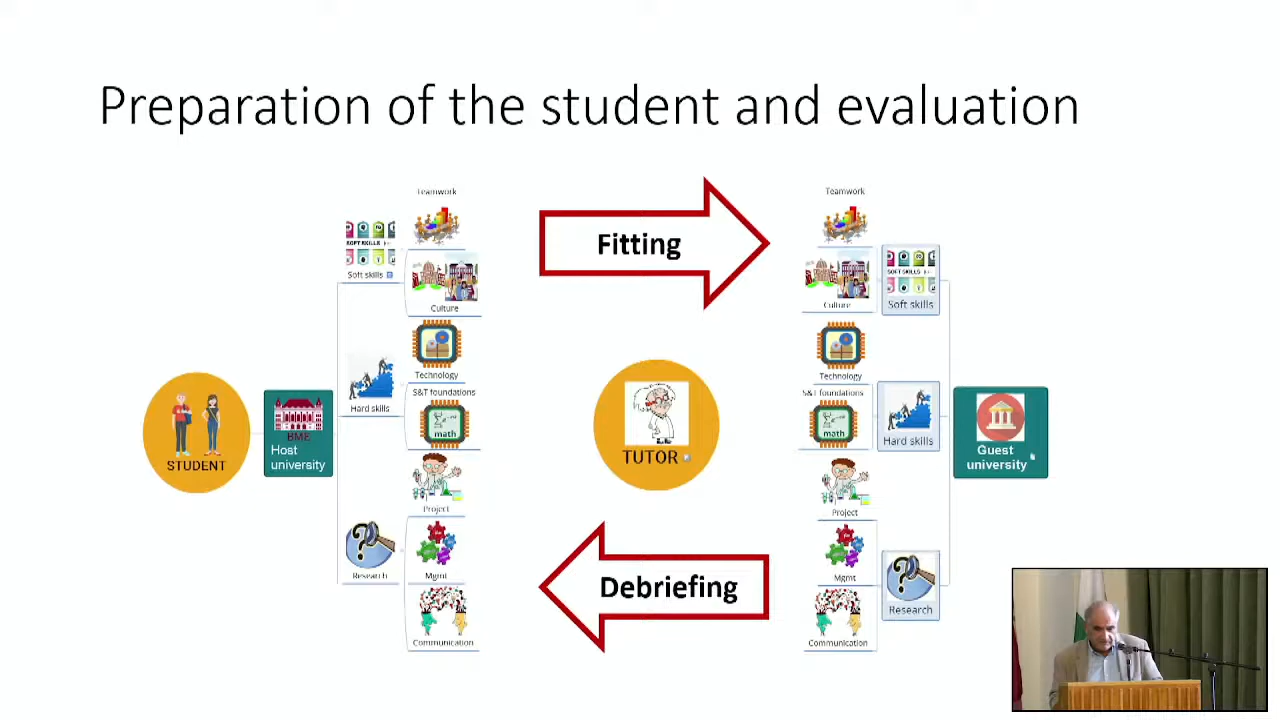 Preparation of the student and evaluation
Teamwork
SOFT SKILLS
Soft skills
Culture
Technology
S&T foundations
math
Hard skills
Project
Research
Mgmt
Communication
STUDENT
BME
Host
university
Fitting
TUTOR
Debriefing
Teamwork
SOFT SKILLS
Soft skills
Culture
Technology
S&T foundations
math
Hard skills
Project
Mgmt
Research
Communication
Guest
university